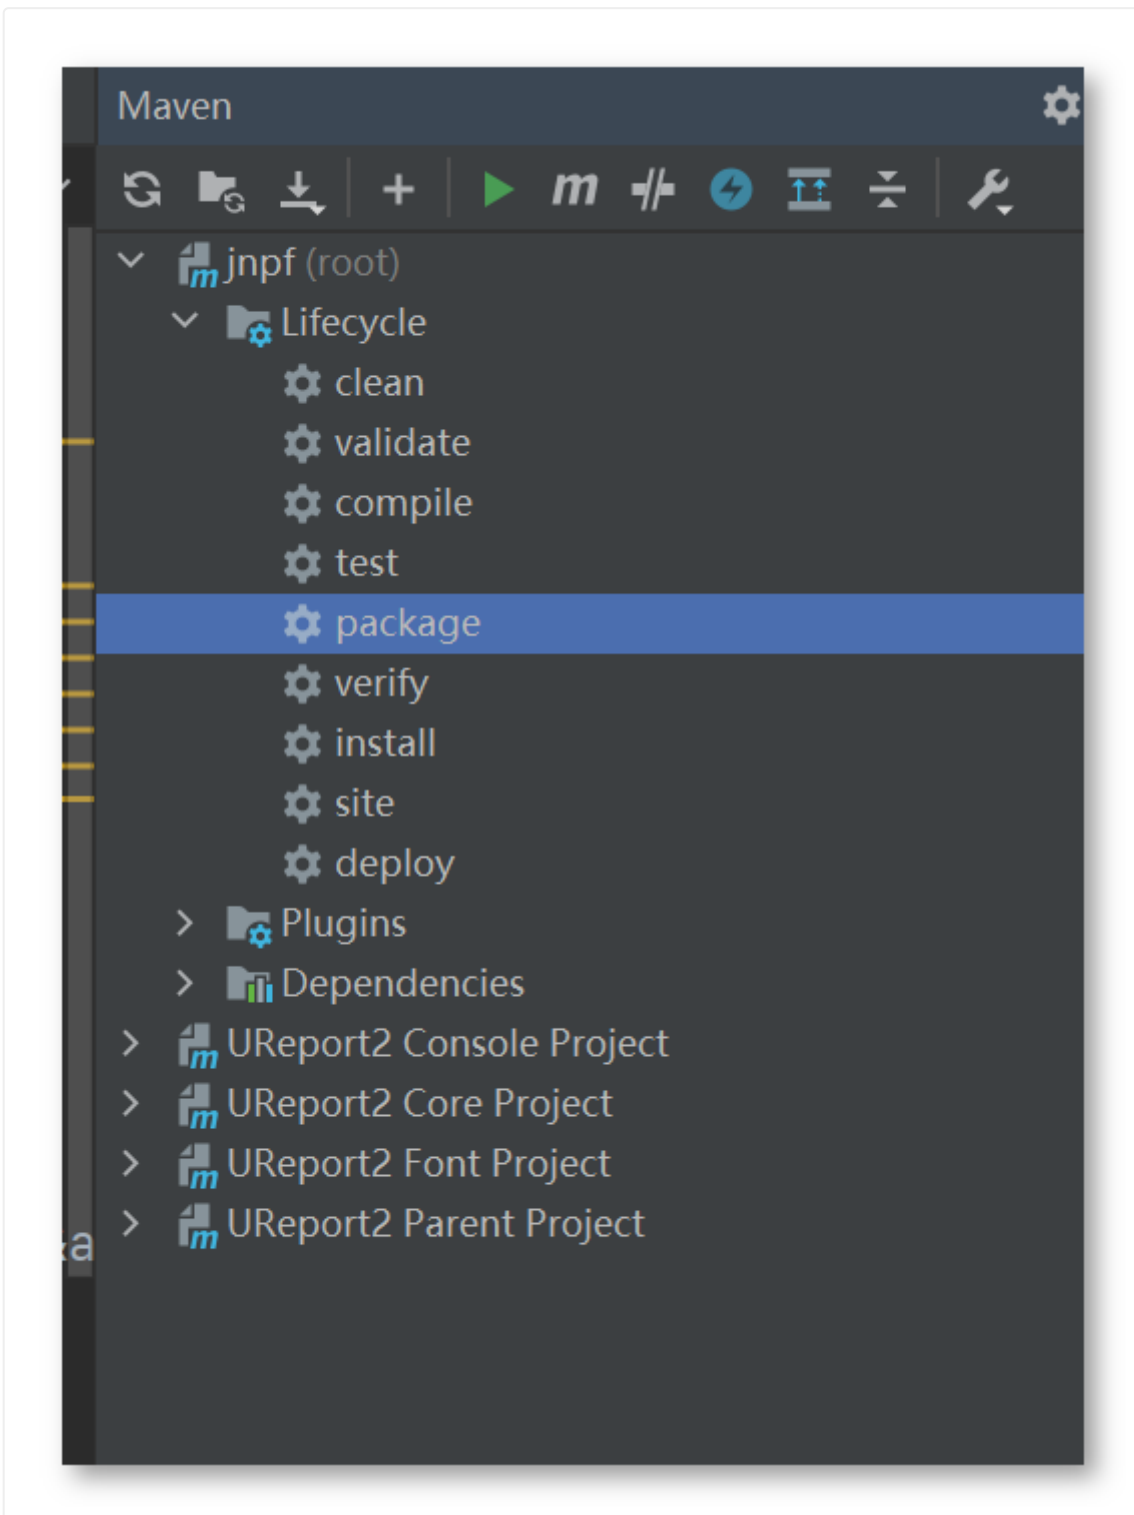 Maven
jnpf (root)
Lifecycle
clean
validate
compile
test
package
verify
install
site
deploy
Plugins
Dependencies
UReport2 Console Project
UReport2 Core Project
UReport2 Font Project
UReport2 Parent Project